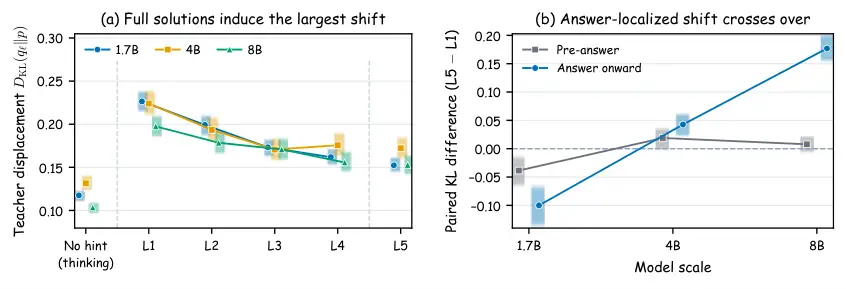 (a) Full solutions induce the largest shift
1.7B
4B
8B
Teacher displacement D_KL(q_ℓ‖p)
0.30
0.25
0.20
0.15
0.10
No hint
(thinking)
L1
L2
L3
L4
L5
(b) Answer-localized shift crosses over
Pre-answer
Answer onward
Paired KL difference (L5 − L1)
0.20
0.15
0.10
0.05
0.00
−0.05
−0.10
1.7B
4B
8B
Model scale